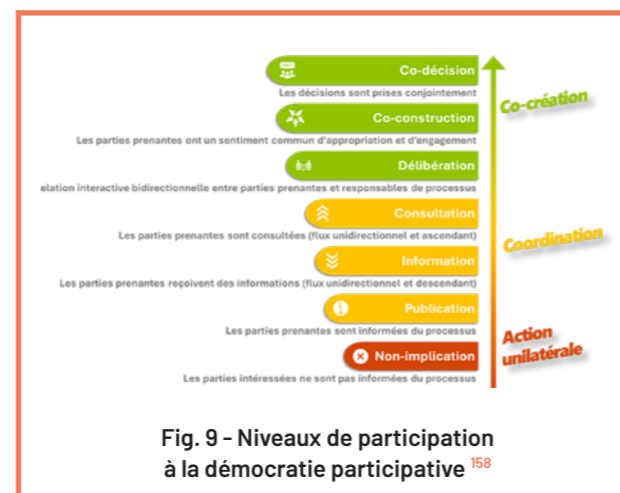 Co-décision
Les décisions sont prises conjointement
Co-création
Co-construction
Les parties prenantes ont un sentiment commun d'appropriation et d'engagement
Délibération
elation interactive bidirectionnelle entre parties prenantes et responsables de processus
Consultation
Les parties prenantes sont consultées (flux unidirectionnel et ascendant)
Coordination
Information
Les parties prenantes reçoivent des informations (flux unidirectionnel et descendant)
Publication
Les parties prenantes sont informées du processus
Action
unilatérale
Non-implication
Les parties intéressées ne sont pas informées du processus
Fig. 9 - Niveaux de participation
à la démocratie participative 158